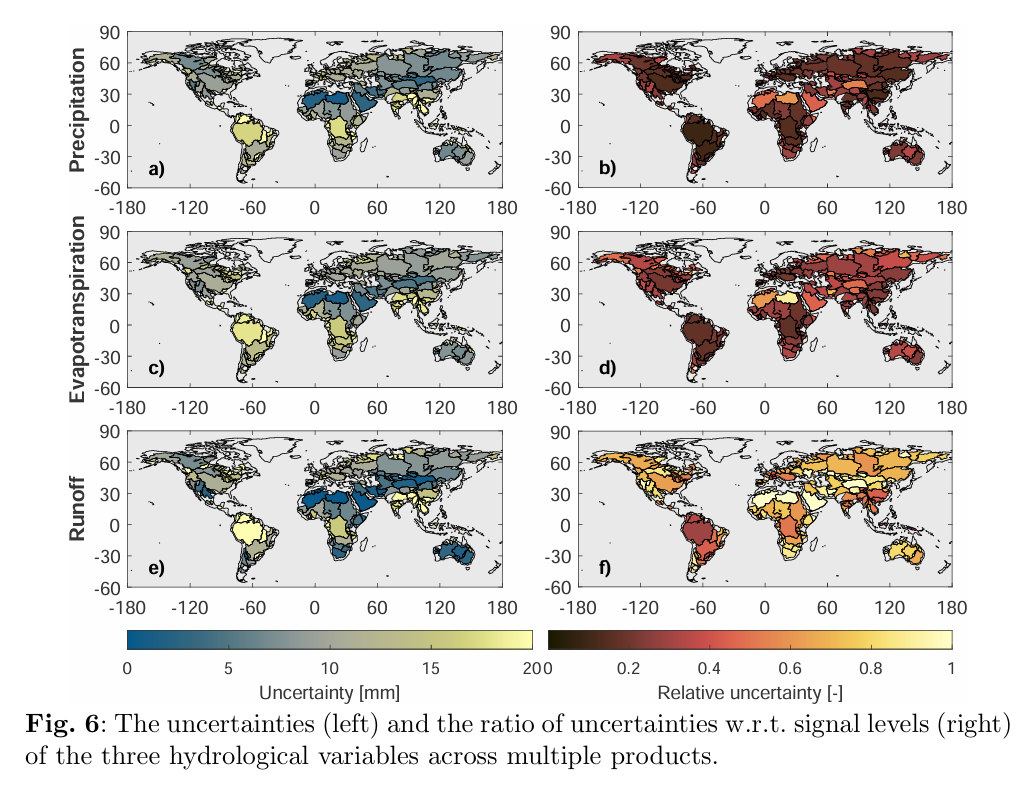 Precipitation
90
60
30
0
-30
-60
a)
-180 -120 -60 0 60 120 180
90
60
30
0
-30
-60
b)
-180 -120 -60 0 60 120 180
Evapotranspiration
90
60
30
0
-30
-60
c)
-180 -120 -60 0 60 120 180
90
60
30
0
-30
-60
d)
-180 -120 -60 0 60 120 180
Runoff
90
60
30
0
-30
-60
e)
-180 -120 -60 0 60 120 180
90
60
30
0
-30
-60
f)
-180 -120 -60 0 60 120 180
0 5 10 15 20
Uncertainty [mm]
0 0.2 0.4 0.6 0.8 1
Relative uncertainty [-]
Fig. 6: The uncertainties (left) and the ratio of uncertainties w.r.t. signal levels (right)
of the three hydrological variables across multiple products.